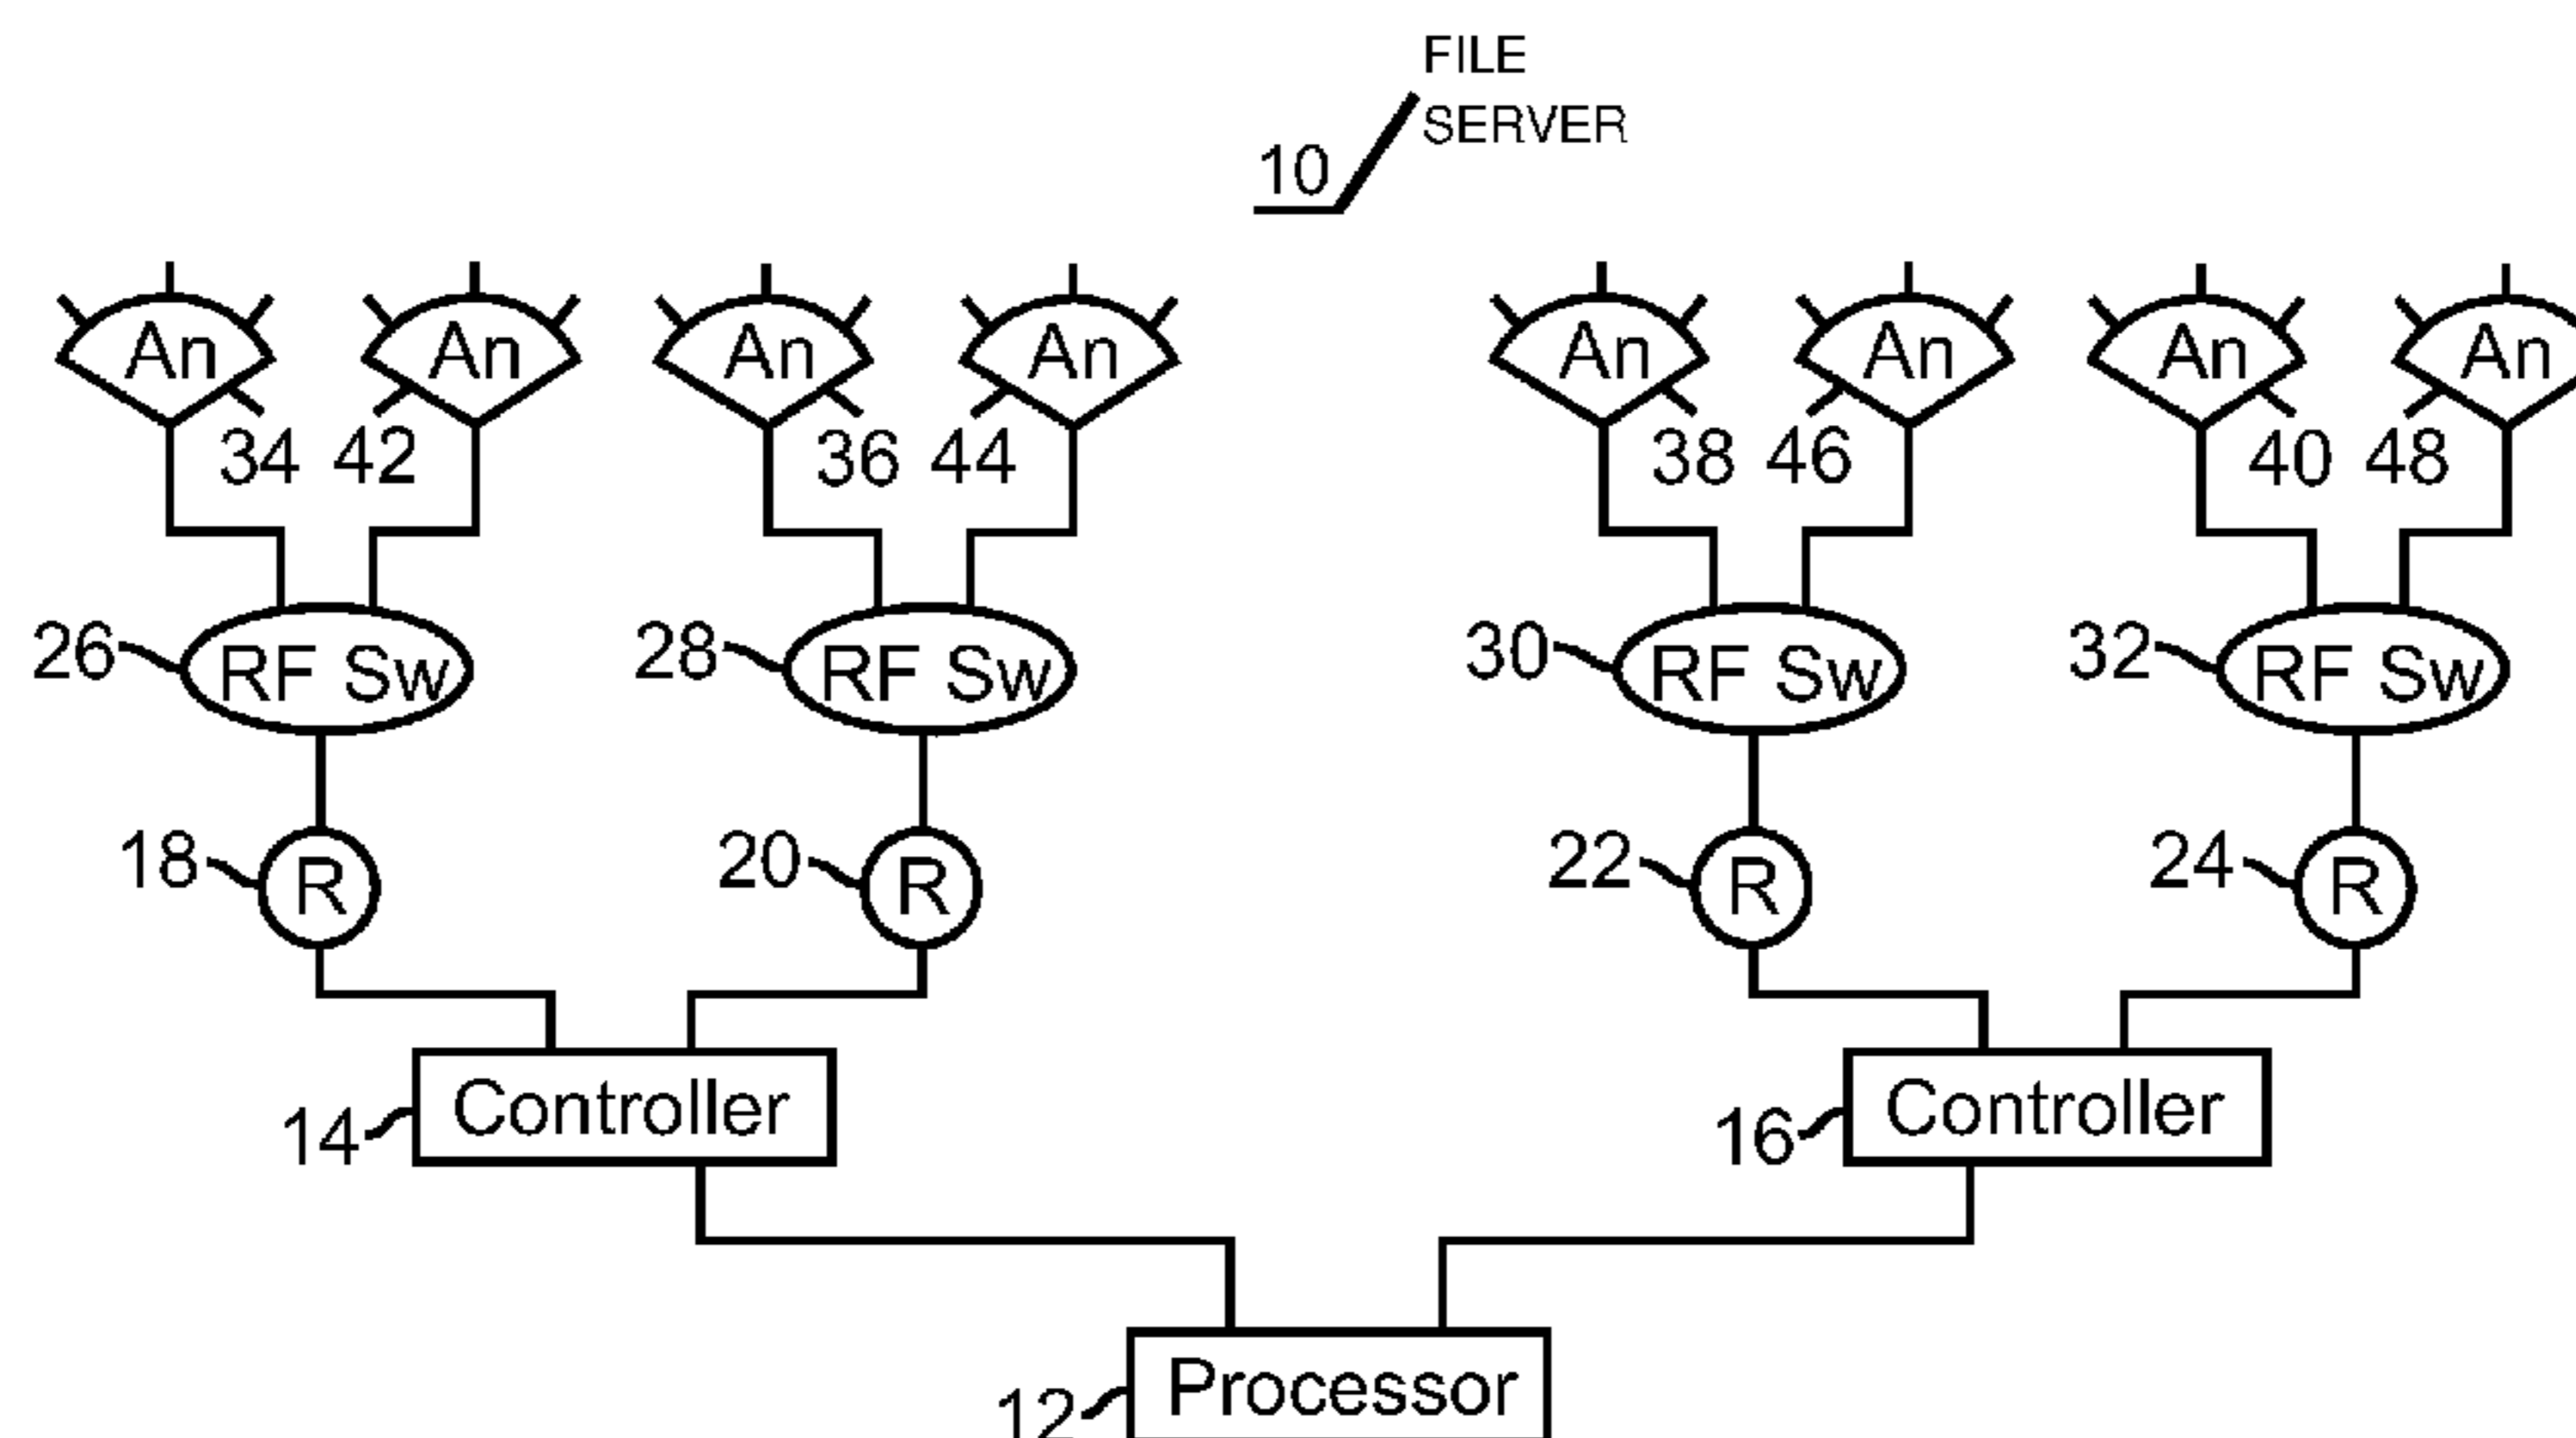 FILE
SERVER
10
An An An An An An An An
34 42 36 44 38 46 40 48
26 RF Sw 28 RF Sw 30 RF Sw 32 RF Sw
18 R 20 R 22 R 24 R
14 Controller 16 Controller
12 Processor